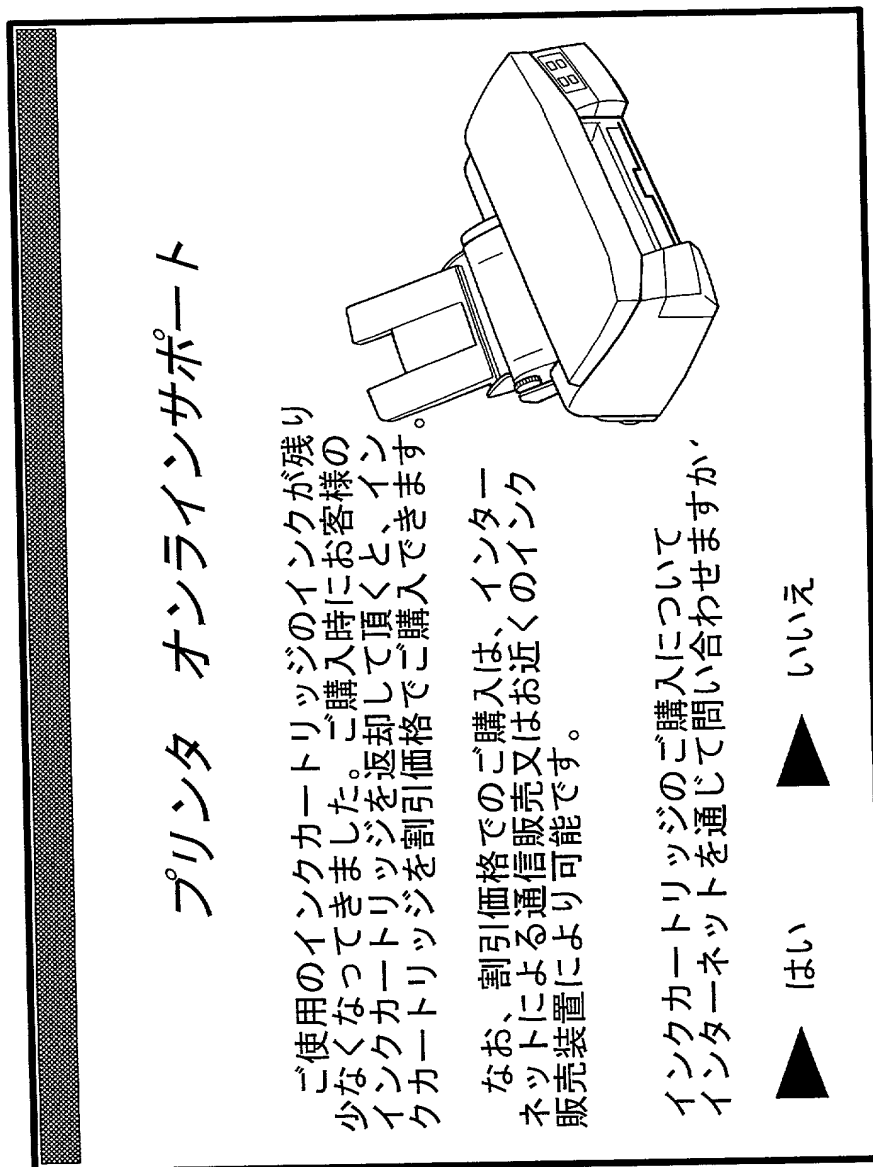 プリンタ オンラインサポート
ご使用のインクカートリッジのインクが残り
少なくなってきました。ご購入時にお客様の
インクカートリッジを返却して頂くと、イン
クカートリッジを割引価格でご購入できます。
なお、割引価格でのご購入は、インター
ネットによる通信販売又はお近くのインク
販売装置により可能です。
インクカートリッジのご購入について
インターネットを通じて問い合わせますか
はい
いいえ